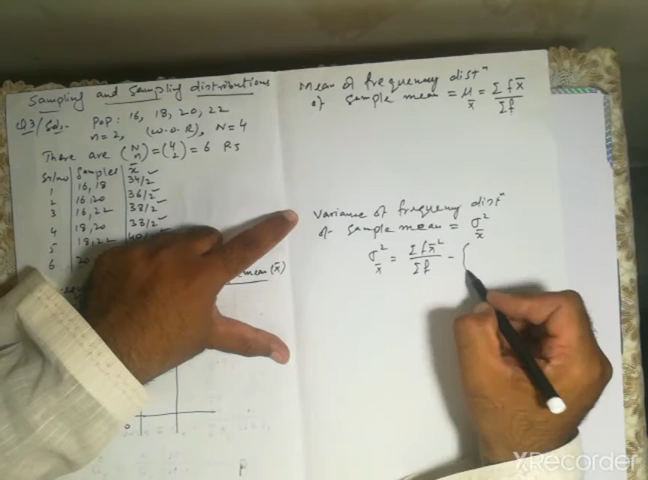 Sampling and Sampling distributions
Q3/Sol:-
Pop: 16, 18, 20, 22
n = 2, (W.O.R), N = 4
There are (N n) = (4 2) = 6 P.S
Sr/no Samples x̄
1 16, 18 34/2
2 16, 20 36/2
3 16, 22 38/2
4 18, 20
5 18, 22 40/2
6 20
mean (x̄)
0
Mean of frequency distⁿ
of sample mean = μx̄ = Σfx̄ / Σf
Variance of frequency distⁿ
of sample mean = σ²x̄
σ²x̄ = Σfx̄² / Σf - (
XRecorder